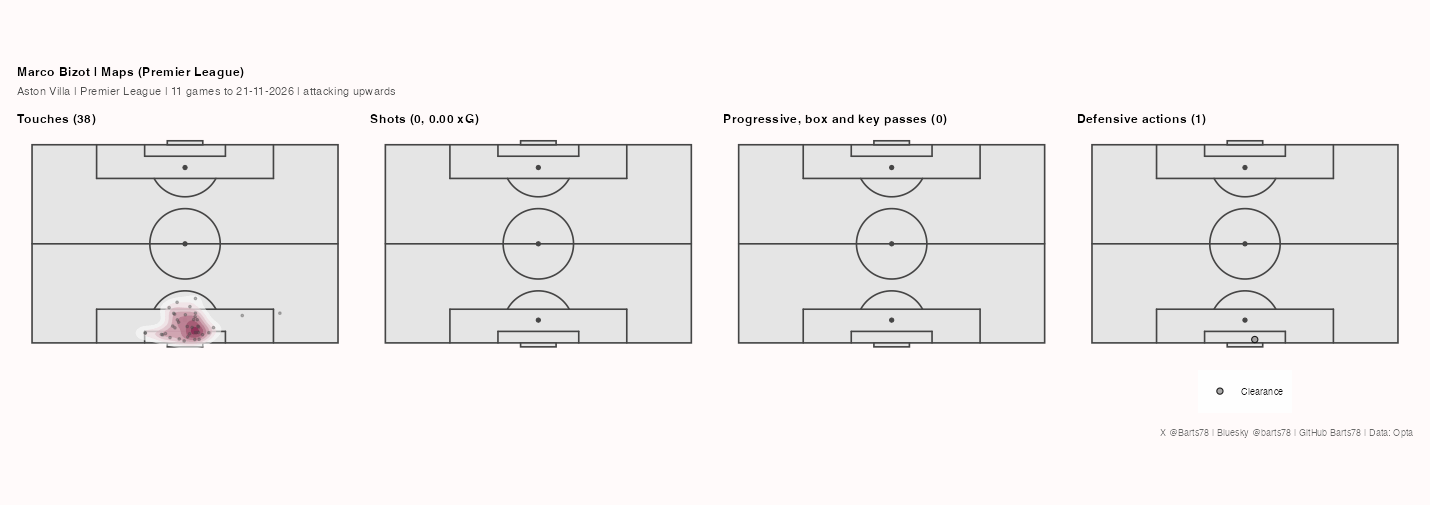 Marco Bizot | Maps (Premier League)
Aston Villa | Premier League | 11 games to 21-11-2026 | attacking upwards
Touches (38)
Shots (0, 0.00 xG)
Progressive, box and key passes (0)
Defensive actions (1)
Clearance
X @Barts78 | Bluesky @barts78 | GitHub Barts78 | Data: Opta